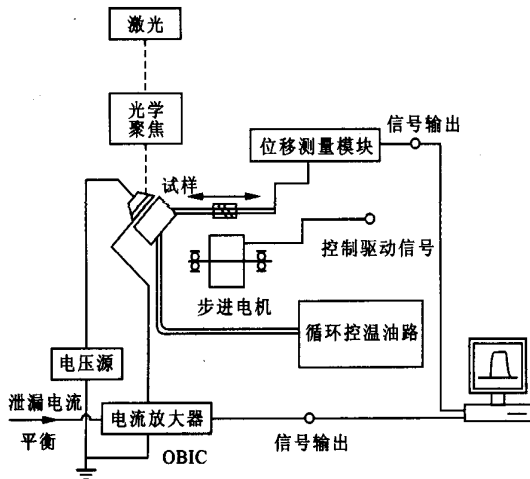 激光
光学
聚焦
位移测量模块
信号输出
试样
控制驱动信号
步进电机
循环控温油路
电压源
泄漏电流
平衡
电流放大器
OBIC
信号输出